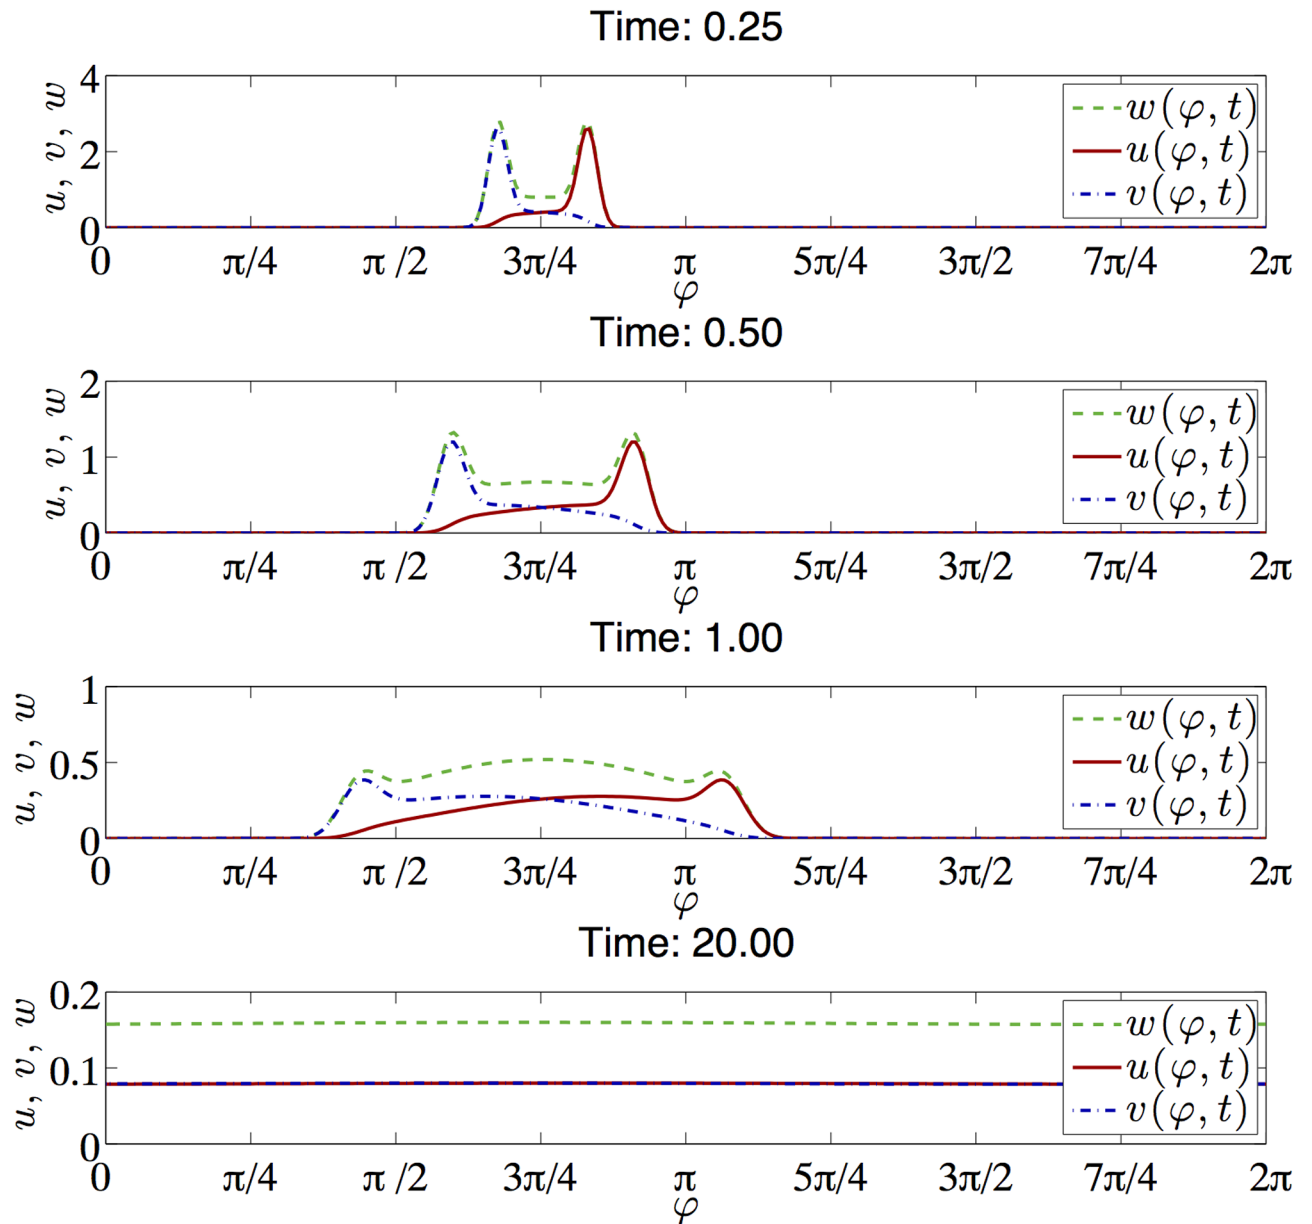 Time: 0.25
u, v, w
4
2
0
w(φ, t)
u(φ, t)
v(φ, t)
0 π/4 π /2 3π/4 π 5π/4 3π/2 7π/4 2π
φ
Time: 0.50
u, v, w
2
1
0
w(φ, t)
u(φ, t)
v(φ, t)
0 π/4 π /2 3π/4 π 5π/4 3π/2 7π/4 2π
φ
Time: 1.00
u, v, w
1
0.5
0
w(φ, t)
u(φ, t)
v(φ, t)
0 π/4 π /2 3π/4 π 5π/4 3π/2 7π/4 2π
φ
Time: 20.00
u, v, w
0.2
0.1
0
w(φ, t)
u(φ, t)
v(φ, t)
0 π/4 π /2 3π/4 π 5π/4 3π/2 7π/4 2π
φ